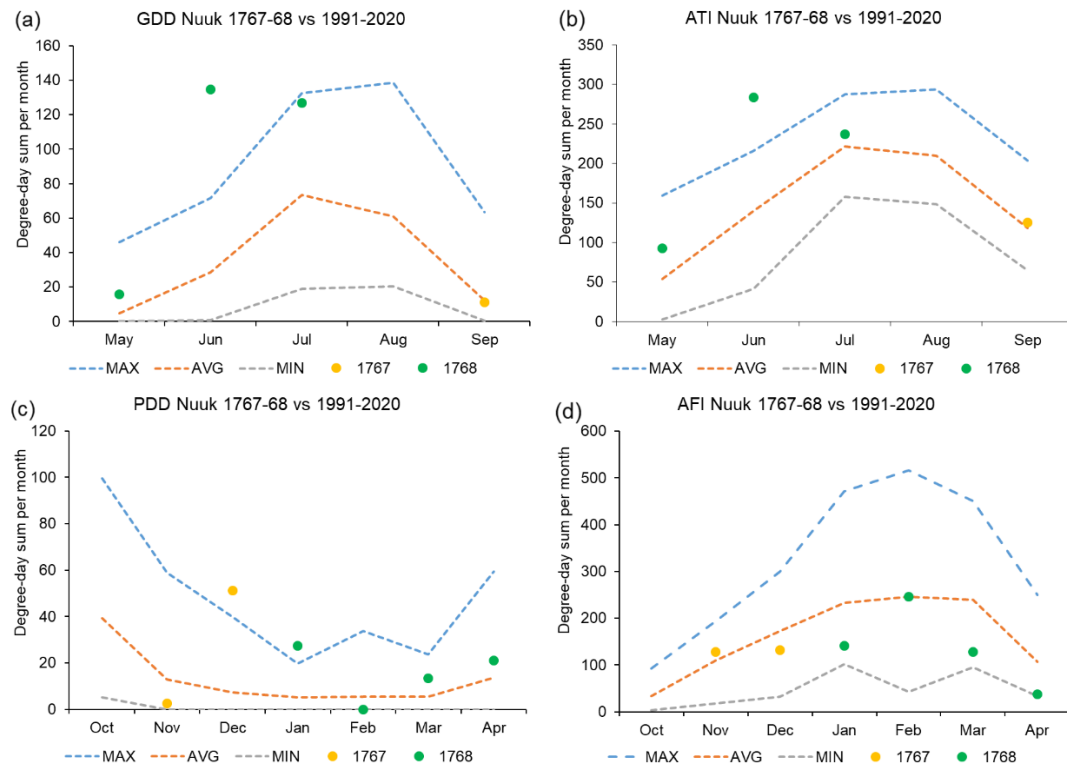 (a)
GDD Nuuk 1767-68 vs 1991-2020
Degree-day sum per month
160
140
120
100
80
60
40
20
0
May Jun Jul Aug Sep
MAX AVG MIN 1767 1768
(b)
ATI Nuuk 1767-68 vs 1991-2020
Degree-day sum per month
350
300
250
200
150
100
50
0
May Jun Jul Aug Sep
MAX AVG MIN 1767 1768
(c)
PDD Nuuk 1767-68 vs 1991-2020
Degree-day sum per month
120
100
80
60
40
20
0
Oct Nov Dec Jan Feb Mar Apr
MAX AVG MIN 1767 1768
(d)
AFI Nuuk 1767-68 vs 1991-2020
Degree-day sum per month
600
500
400
300
200
100
0
Oct Nov Dec Jan Feb Mar Apr
MAX AVG MIN 1767 1768